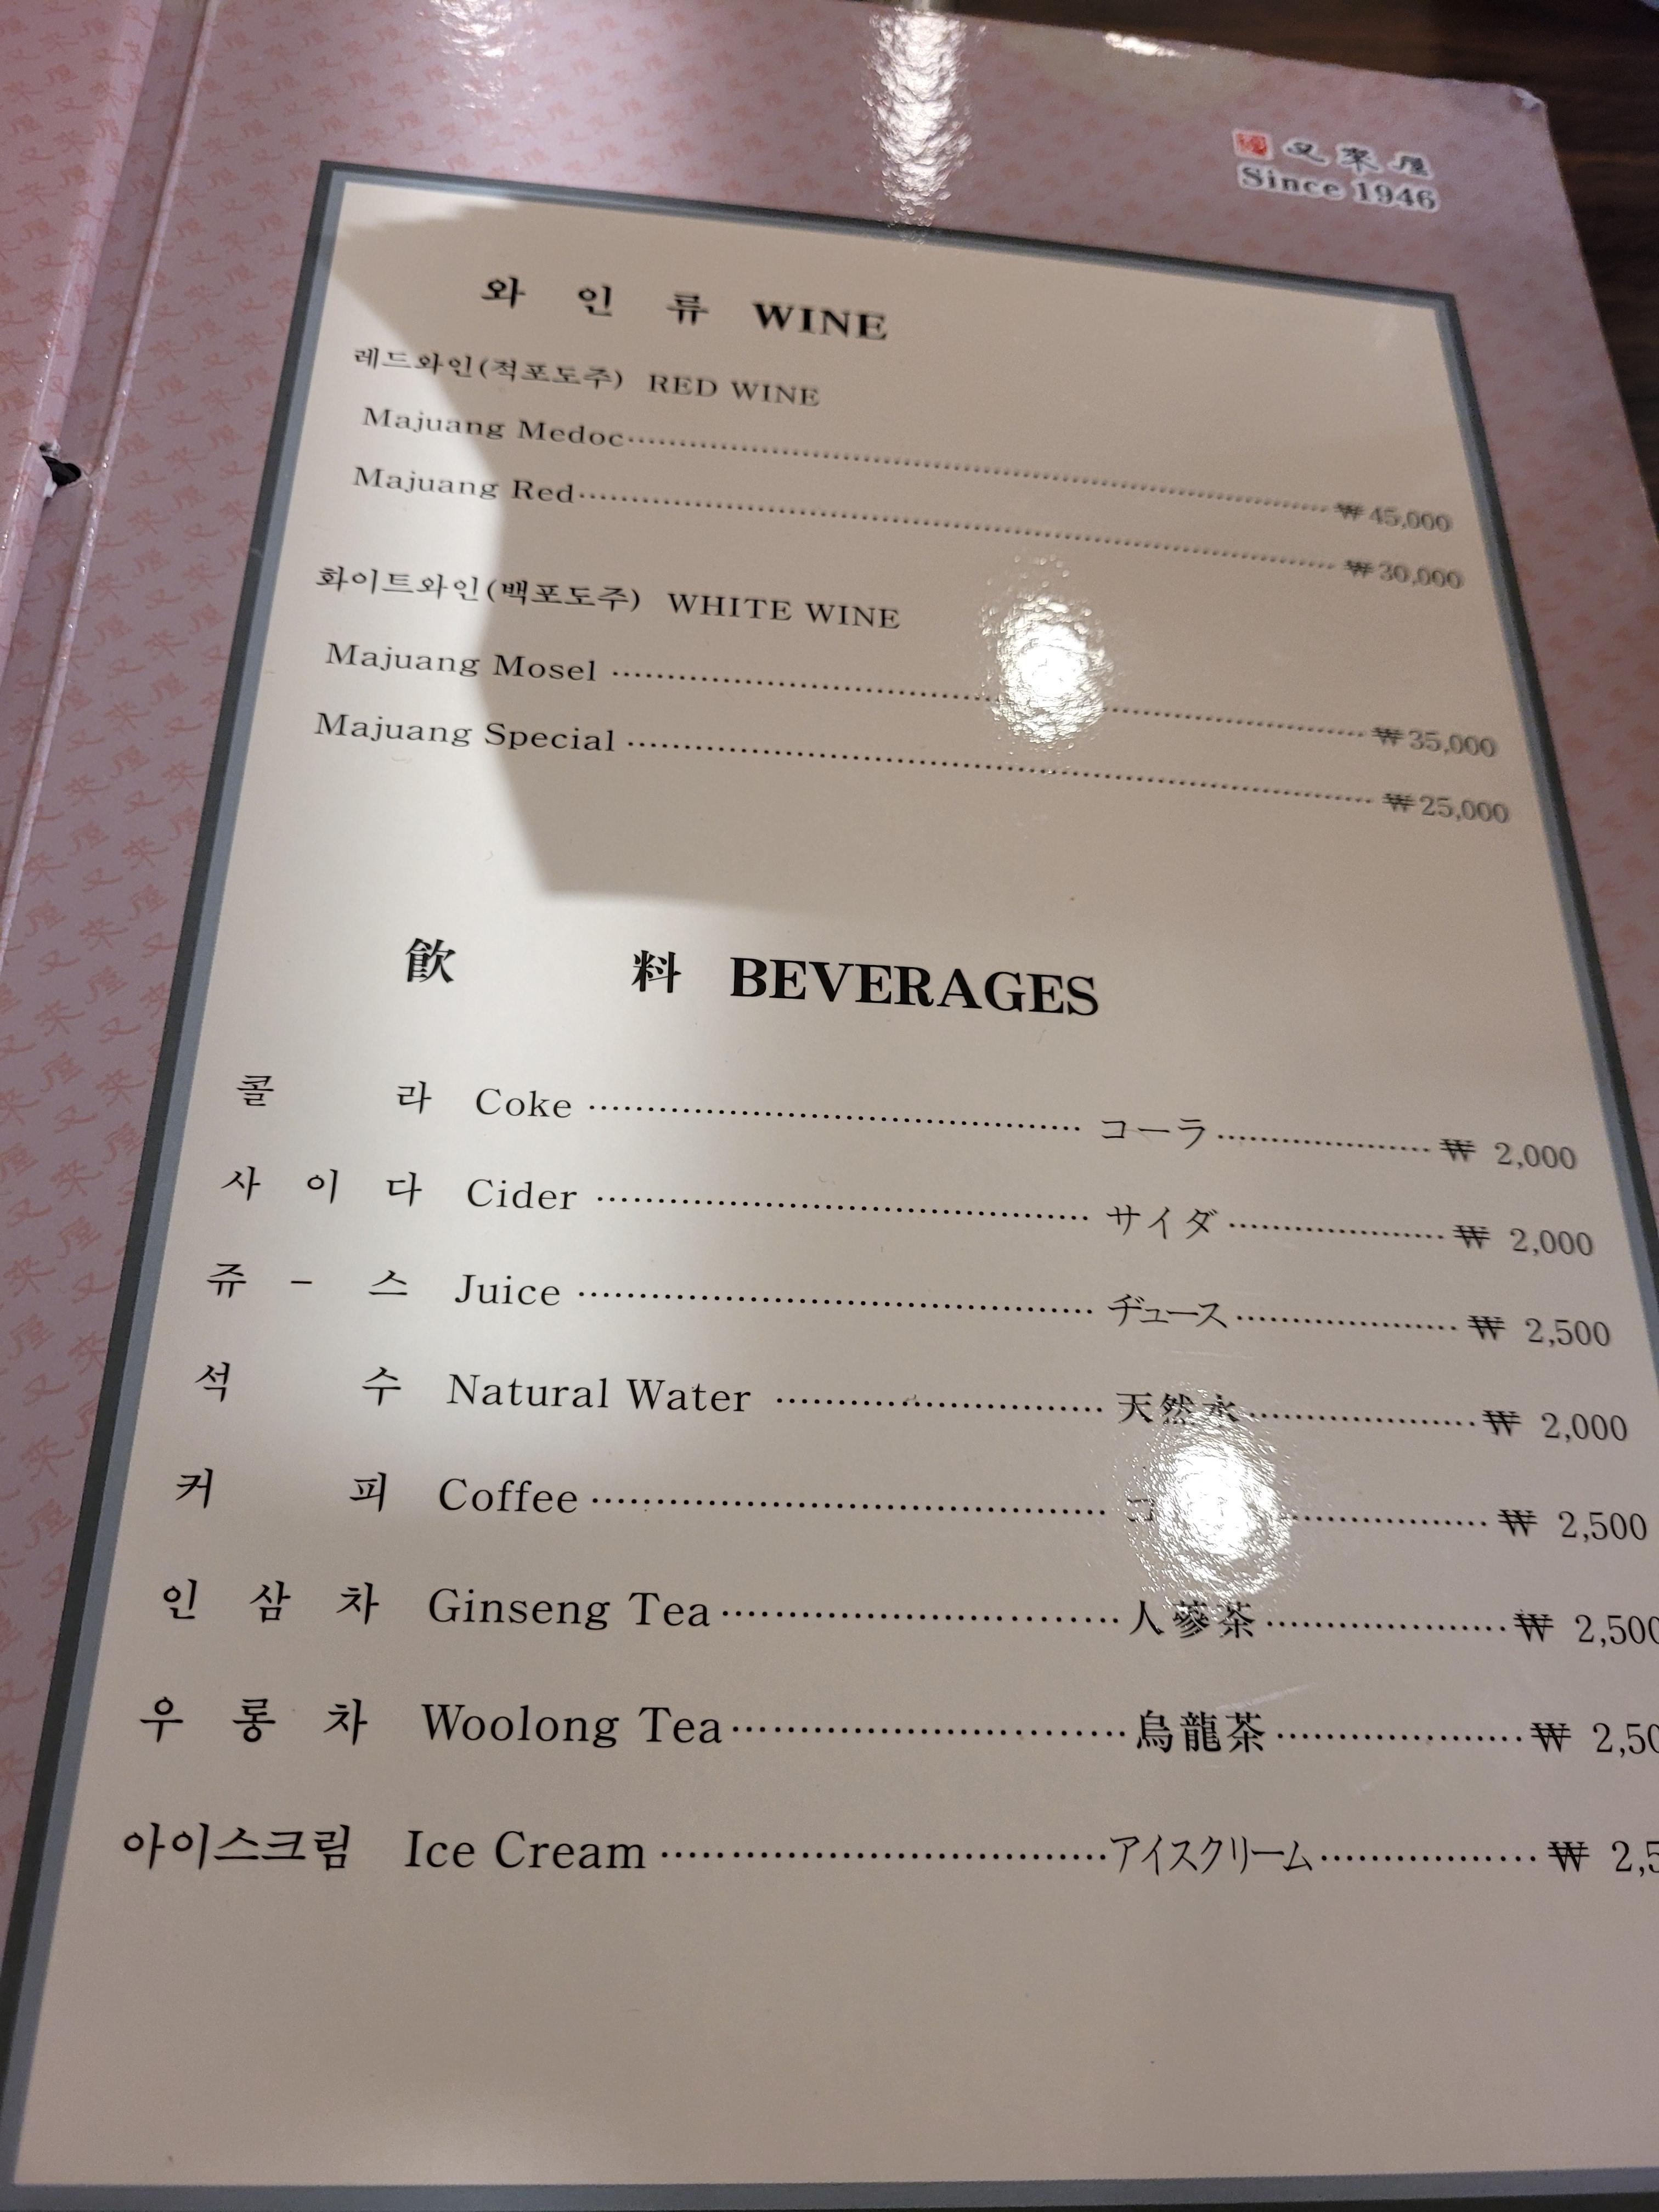 又來屋
Since 1946
와 인 류 WINE
레드와인(적포도주) RED WINE
Majuang Medoc ₩45,000
Majuang Red ₩30,000
화이트와인(백포도주) WHITE WINE
Majuang Mosel ₩35,000
Majuang Special ₩25,000
飮 料 BEVERAGES
콜 라 Coke コーラ ₩ 2,000
사 이 다 Cider サイダ ₩ 2,000
쥬 - 스 Juice ヂュース ₩ 2,500
석 수 Natural Water 天然水 ₩ 2,000
커 피 Coffee ₩ 2,500
인 삼 차 Ginseng Tea 人蔘茶 ₩ 2,500
우 롱 차 Woolong Tea 烏龍茶 ₩ 2,50
아이스크림 Ice Cream アイスクリーム ₩ 2,5